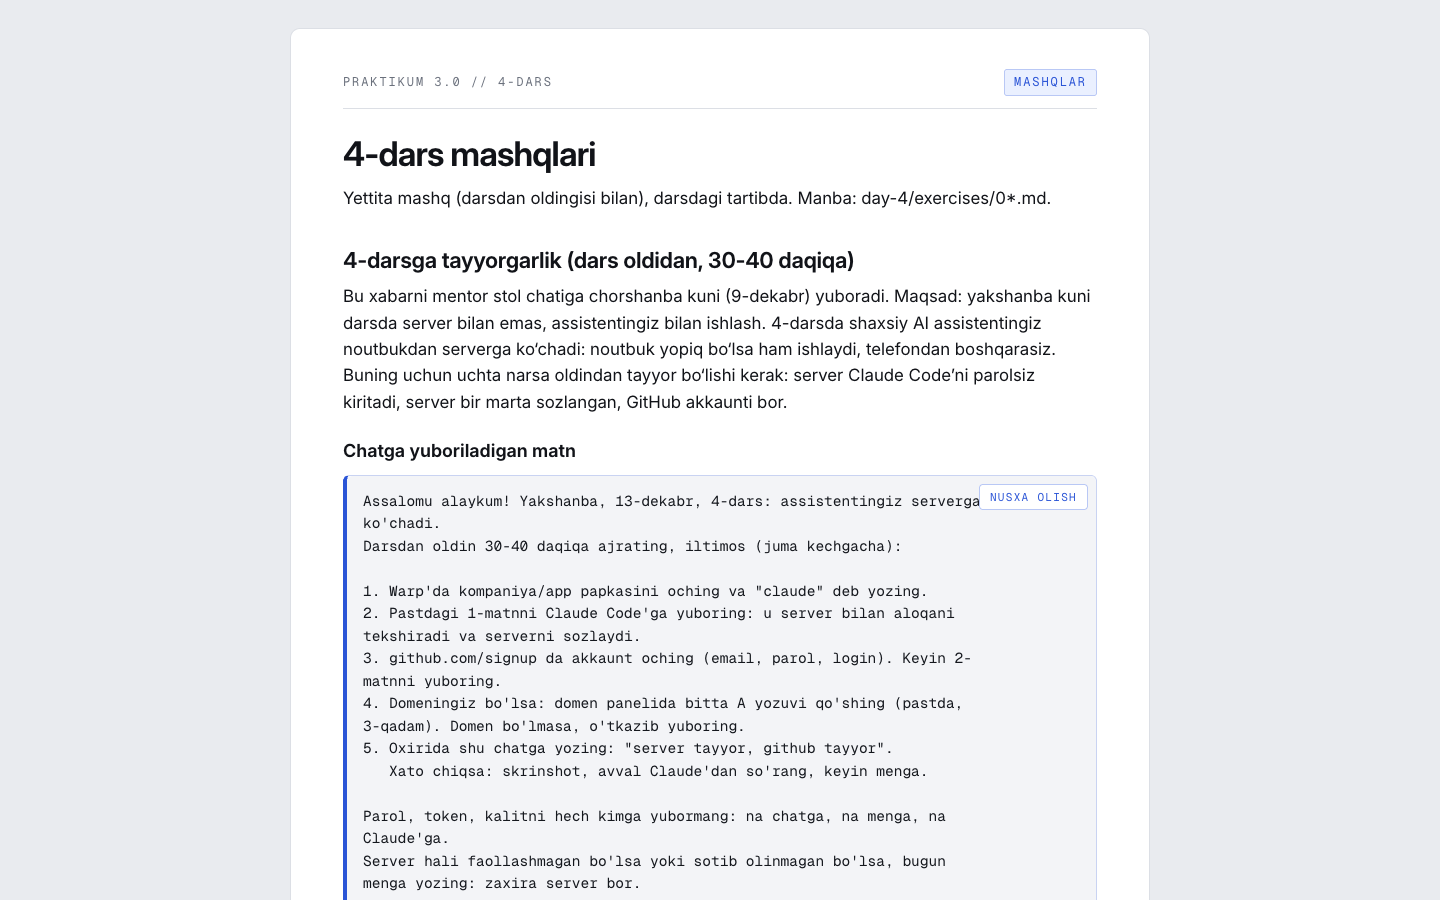 PRAKTIKUM 3.0 // 4-DARS
MASHQLAR
4-dars mashqlari
Yettita mashq (darsdan oldingisi bilan), darsdagi tartibda. Manba: day-4/exercises/0*.md.
4-darsga tayyorgarlik (dars oldidan, 30-40 daqiqa)
Bu xabarni mentor stol chatiga chorshanba kuni (9-dekabr) yuboradi. Maqsad: yakshanba kuni
darsda server bilan emas, assistentingiz bilan ishlash. 4-darsda shaxsiy AI assistentingiz
noutbukdan serverga koʻchadi: noutbuk yopiq boʻlsa ham ishlaydi, telefondan boshqarasiz.
Buning uchun uchta narsa oldindan tayyor boʻlishi kerak: server Claude Codeʼni parolsiz
kiritadi, server bir marta sozlangan, GitHub akkaunti bor.
Chatga yuboriladigan matn
NUSXA OLISH
Assalomu alaykum! Yakshanba, 13-dekabr, 4-dars: assistentingiz serverga
ko'chadi.
Darsdan oldin 30-40 daqiqa ajrating, iltimos (juma kechgacha):
1. Warp'da kompaniya/app papkasini oching va "claude" deb yozing.
2. Pastdagi 1-matnni Claude Code'ga yuboring: u server bilan aloqani
tekshiradi va serverni sozlaydi.
3. github.com/signup da akkaunt oching (email, parol, login). Keyin 2-
matnni yuboring.
4. Domeningiz bo'lsa: domen panelida bitta A yozuvi qo'shing (pastda,
3-qadam). Domen bo'lmasa, o'tkazib yuboring.
5. Oxirida shu chatga yozing: "server tayyor, github tayyor".
Xato chiqsa: skrinshot, avval Claude'dan so'rang, keyin menga.
Parol, token, kalitni hech kimga yubormang: na chatga, na menga, na
Claude'ga.
Server hali faollashmagan bo'lsa yoki sotib olinmagan bo'lsa, bugun
menga yozing: zaxira server bor.